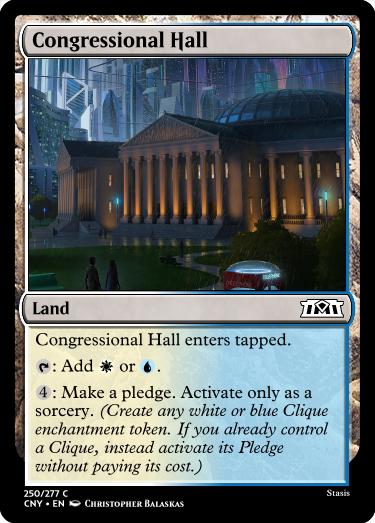 Congressional Hall
Land
Congressional Hall enters tapped.
: Add or .
4: Make a pledge. Activate only as a
sorcery. (Create any white or blue Clique
enchantment token. If you already control
a Clique, instead activate its Pledge
without paying its cost.)
250/277 C
Stasis
CNY • EN Christopher Balaskas